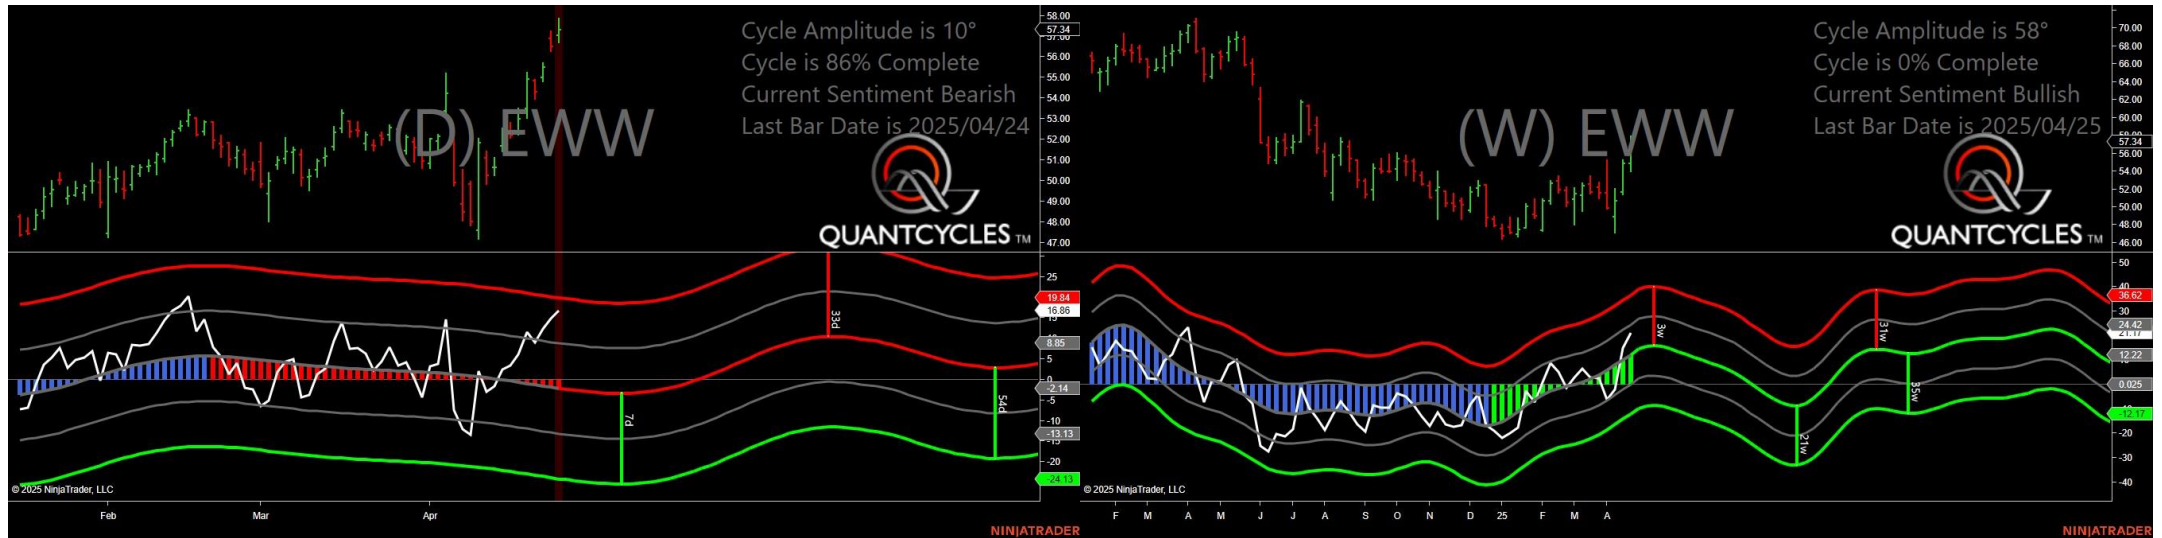 Cycle Amplitude is 10°
Cycle is 86% Complete
Current Sentiment Bearish
Last Bar Date is 2025/04/24
(D) EWW
QUANTCYCLES TM
58.00
57.34
56.00
55.00
54.00
53.00
52.00
51.00
50.00
49.00
48.00
47.00
25
19.84
16.86
8.85
5
0
-2.14
-5
-10
-13.13
-20
-24.13
33d
7d
54d
© 2025 NinjaTrader, LLC
Feb
Mar
Apr
NINJATRADER
Cycle Amplitude is 58°
Cycle is 0% Complete
Current Sentiment Bullish
Last Bar Date is 2025/04/25
(W) EWW
QUANTCYCLES TM
70.00
68.00
66.00
64.00
62.00
60.00
57.34
56.00
54.00
52.00
50.00
48.00
46.00
50
40
36.62
30
24.42
12.22
0.025
-12.17
-20
-30
-40
3w
31w
21w
35w
© 2025 NinjaTrader, LLC
F
M
A
M
J
J
A
S
O
N
D
25
F
M
A
NINJATRADER